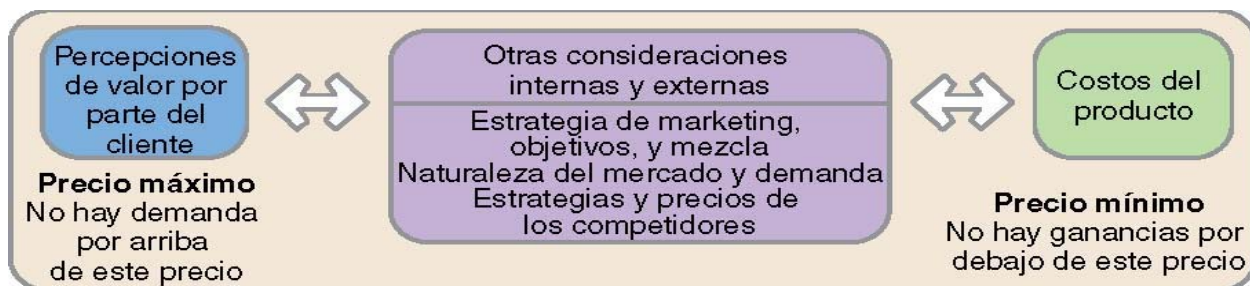 Percepciones
de valor por
parte del
cliente
Precio máximo
No hay demanda
por arriba
de este precio
Otras consideraciones
internas y externas
Estrategia de marketing,
objetivos, y mezcla
Naturaleza del mercado y demanda
Estrategias y precios de
los competidores
Costos del
producto
Precio mínimo
No hay ganancias por
debajo de este precio